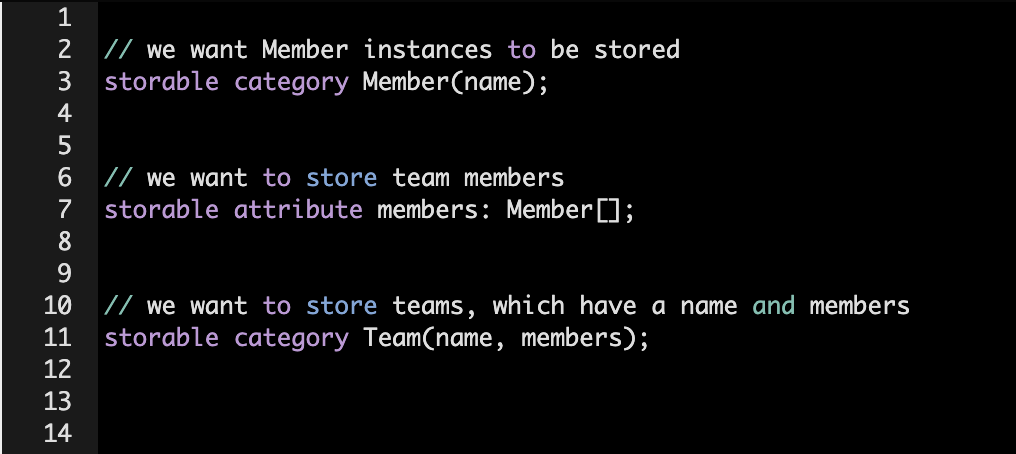 1
2 // we want Member instances to be stored
3 storable category Member(name);
4
5
6 // we want to store team members
7 storable attribute members: Member[];
8
9
10 // we want to store teams, which have a name and members
11 storable category Team(name, members);
12
13
14